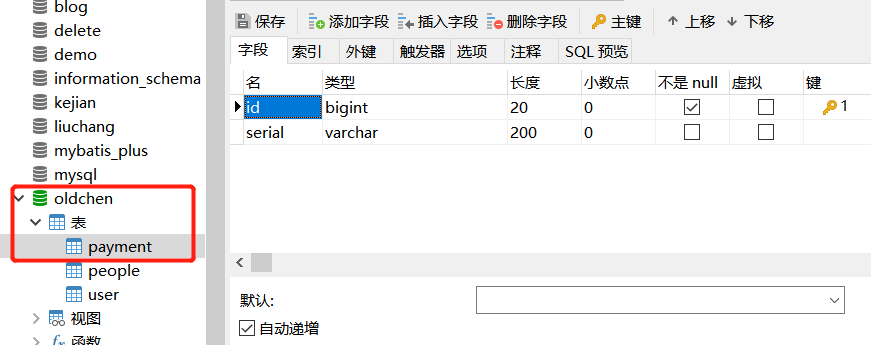 blog
delete
demo
information_schema
kejian
liuchang
mybatis_plus
mysql
oldchen
表
payment
people
user
视图
函数
保存 添加字段 插入字段 删除字段 主键 上移 下移
字段 索引 外键 触发器 选项 注释 SQL 预览
名 类型 长度 小数点 不是 null 虚拟 键
id bigint 20 0 1
serial varchar 200 0
默认:
自动递增